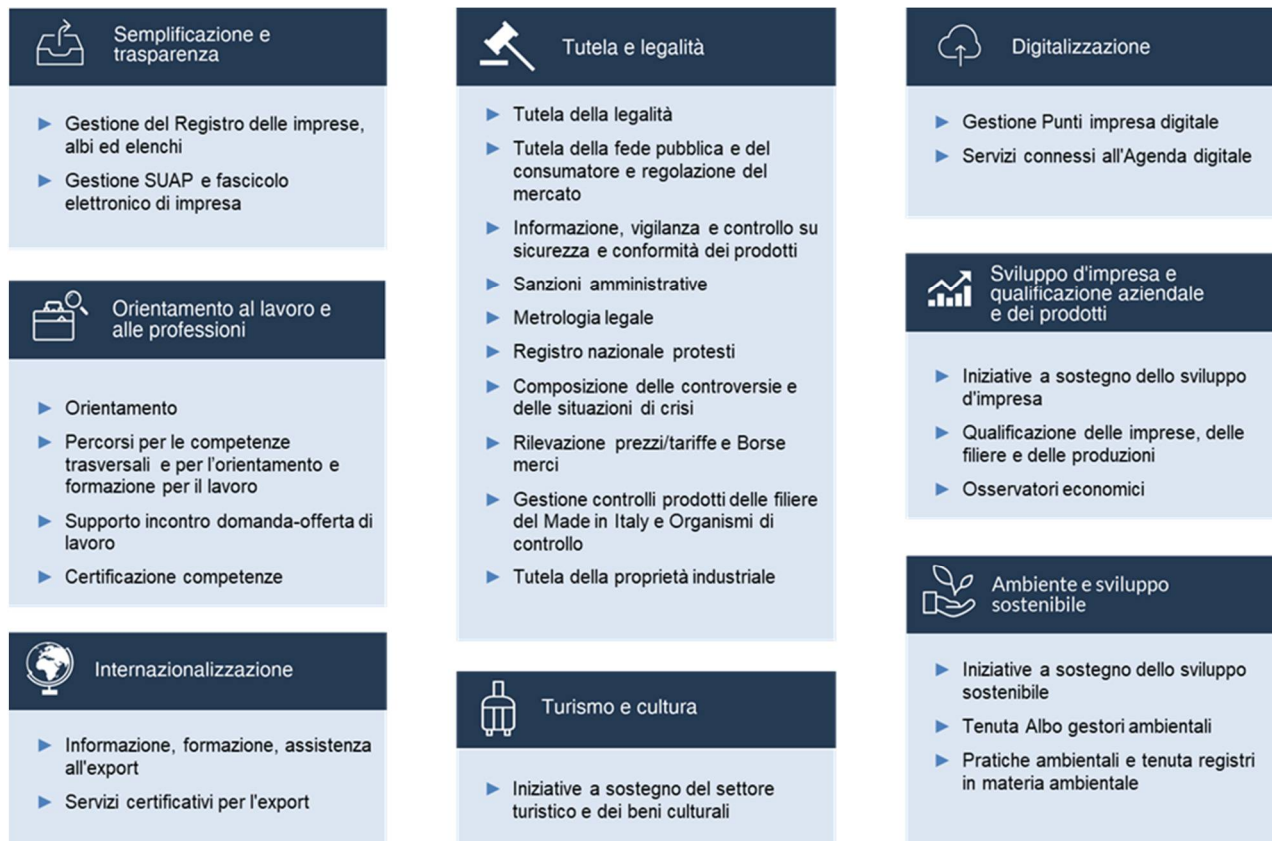 Semplificazione e
trasparenza
Gestione del Registro delle imprese,
albi ed elenchi
Gestione SUAP e fascicolo
elettronico di impresa
Orientamento al lavoro e
alle professioni
Orientamento
Percorsi per le competenze
trasversali e per l'orientamento e
formazione per il lavoro
Supporto incontro domanda-offerta di
lavoro
Certificazione competenze
Internazionalizzazione
Informazione, formazione, assistenza
all'export
Servizi certificativi per l'export
Tutela e legalità
Tutela della legalità
Tutela della fede pubblica e del
consumatore e regolazione del
mercato
Informazione, vigilanza e controllo su
sicurezza e conformità dei prodotti
Sanzioni amministrative
Metrologia legale
Registro nazionale protesti
Composizione delle controversie e
delle situazioni di crisi
Rilevazione prezzi/tariffe e Borse
merci
Gestione controlli prodotti delle filiere
del Made in Italy e Organismi di
controllo
Tutela della proprietà industriale
Turismo e cultura
Iniziative a sostegno del settore
turistico e dei beni culturali
Digitalizzazione
Gestione Punti impresa digitale
Servizi connessi all'Agenda digitale
Sviluppo d'impresa e
qualificazione aziendale
e dei prodotti
Iniziative a sostegno dello sviluppo
d'impresa
Qualificazione delle imprese, delle
filiere e delle produzioni
Osservatori economici
Ambiente e sviluppo
sostenibile
Iniziative a sostegno dello sviluppo
sostenibile
Tenuta Albo gestori ambientali
Pratiche ambientali e tenuta registri
in materia ambientale